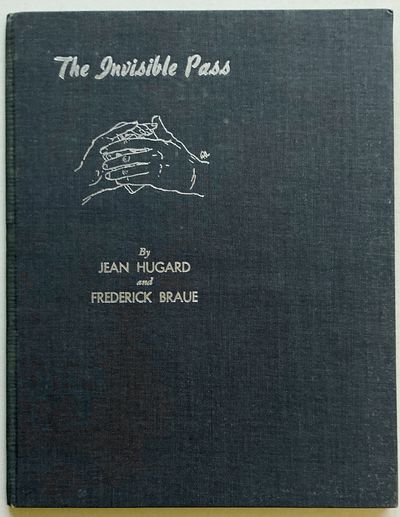 The Invisible Pass
By
JEAN HUGARD
and
FREDERICK BRAUE